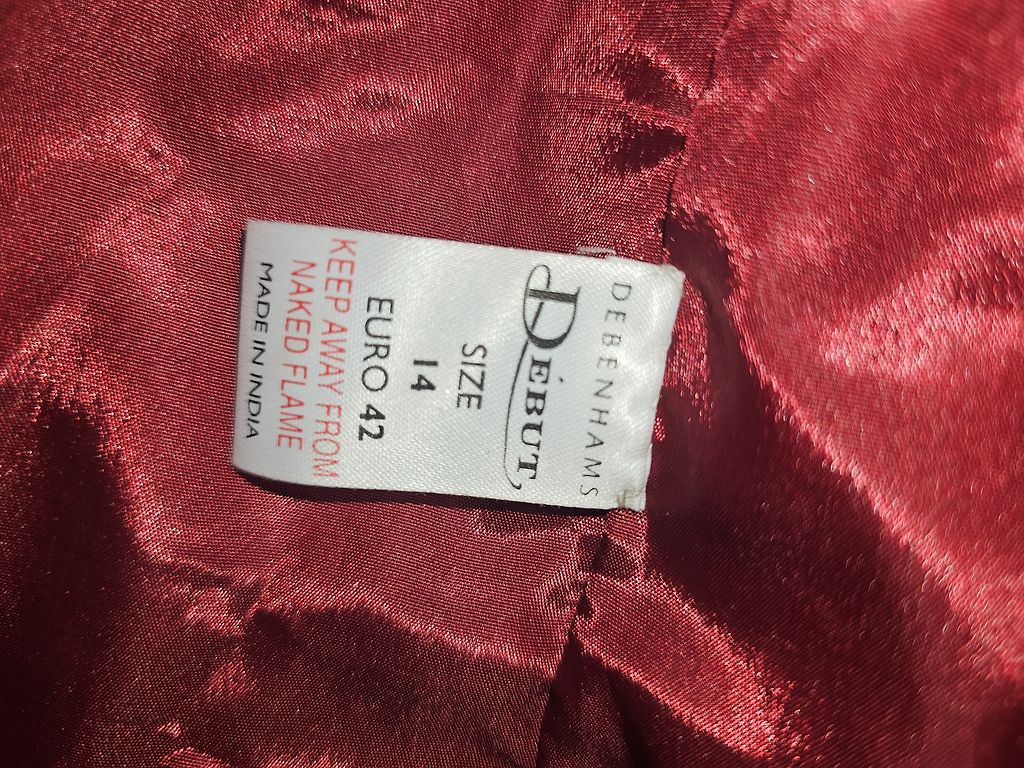 DEBENHAMS
DÉBUT
SIZE
14
EURO 42
KEEP AWAY FROM
NAKED FLAME
MADE IN INDIA